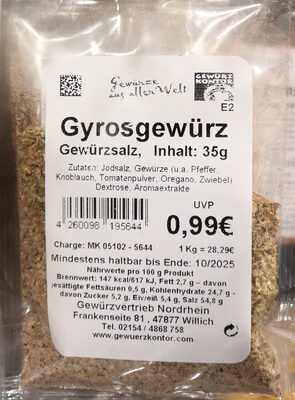 Gewürze
aus aller Welt
GEWÜRZ
KONTOR
E2
Gyrosgewürz
Gewürzsalz, Inhalt: 35g
Zutaten: Jodsalz, Gewürze (u.a. Pfeffer,
Knoblauch, Tomatenpulver, Oregano, Zwiebel)
Dextrose, Aromaextrakte
UVP
0,99€
4 260098 195644
1 Kg = 28,29€
Charge: MK 05102 - 5644
Mindestens haltbar bis Ende: 10/2025
Nährwerte pro 100 g Produkt
Brennwert: 147 kcal/617 kJ, Fett 2,7 g – davon
gesättigte Fettsäuren 0,5 g, Kohlenhydrate 24,7 g -
davon Zucker 5,2 g, Eiweiß 5,4 g, Salz 54,8 g
Gewürzvertrieb Nordrhein
Frankenseite 81 , 47877 Willich
Tel. 02154 / 4868 758
www.gewuerzkontor.com